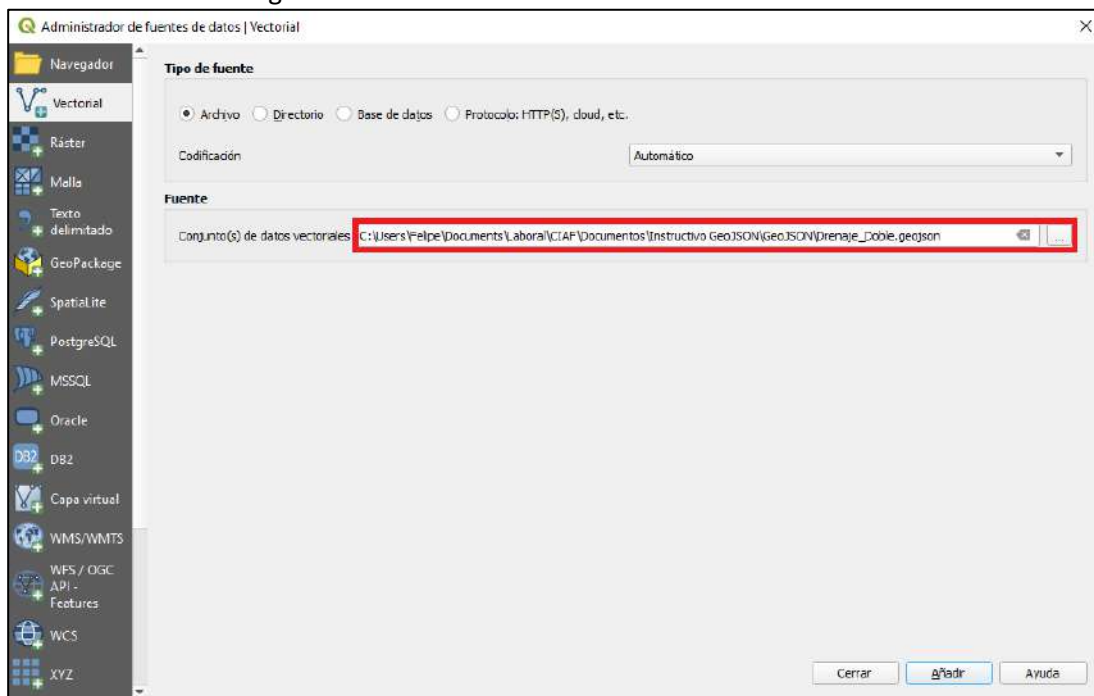 Administrador de fuentes de datos | Vectorial
Navegador
Vectorial
Ráster
Malla
Texto
delimitado
GeoPackage
SpatiaLite
PostgreSQL
MSSQL
Oracle
DB2
DB2
Capa virtual
WMS/WMTS
WFS / OGC
API -
Features
WCS
XYZ
Tipo de fuente
Archivo Directorio Base de datos Protocolo: HTTP(S), cloud, etc.
Codificación Automático
Fuente
Conjunto(s) de datos vectoriales C:\Users\Felipe\Documents\Laboral\CIAF\Documentos\Instructivo GeoJSON\GeoJSON\Drenaje_Doble.geojson ...
Cerrar Añadir Ayuda